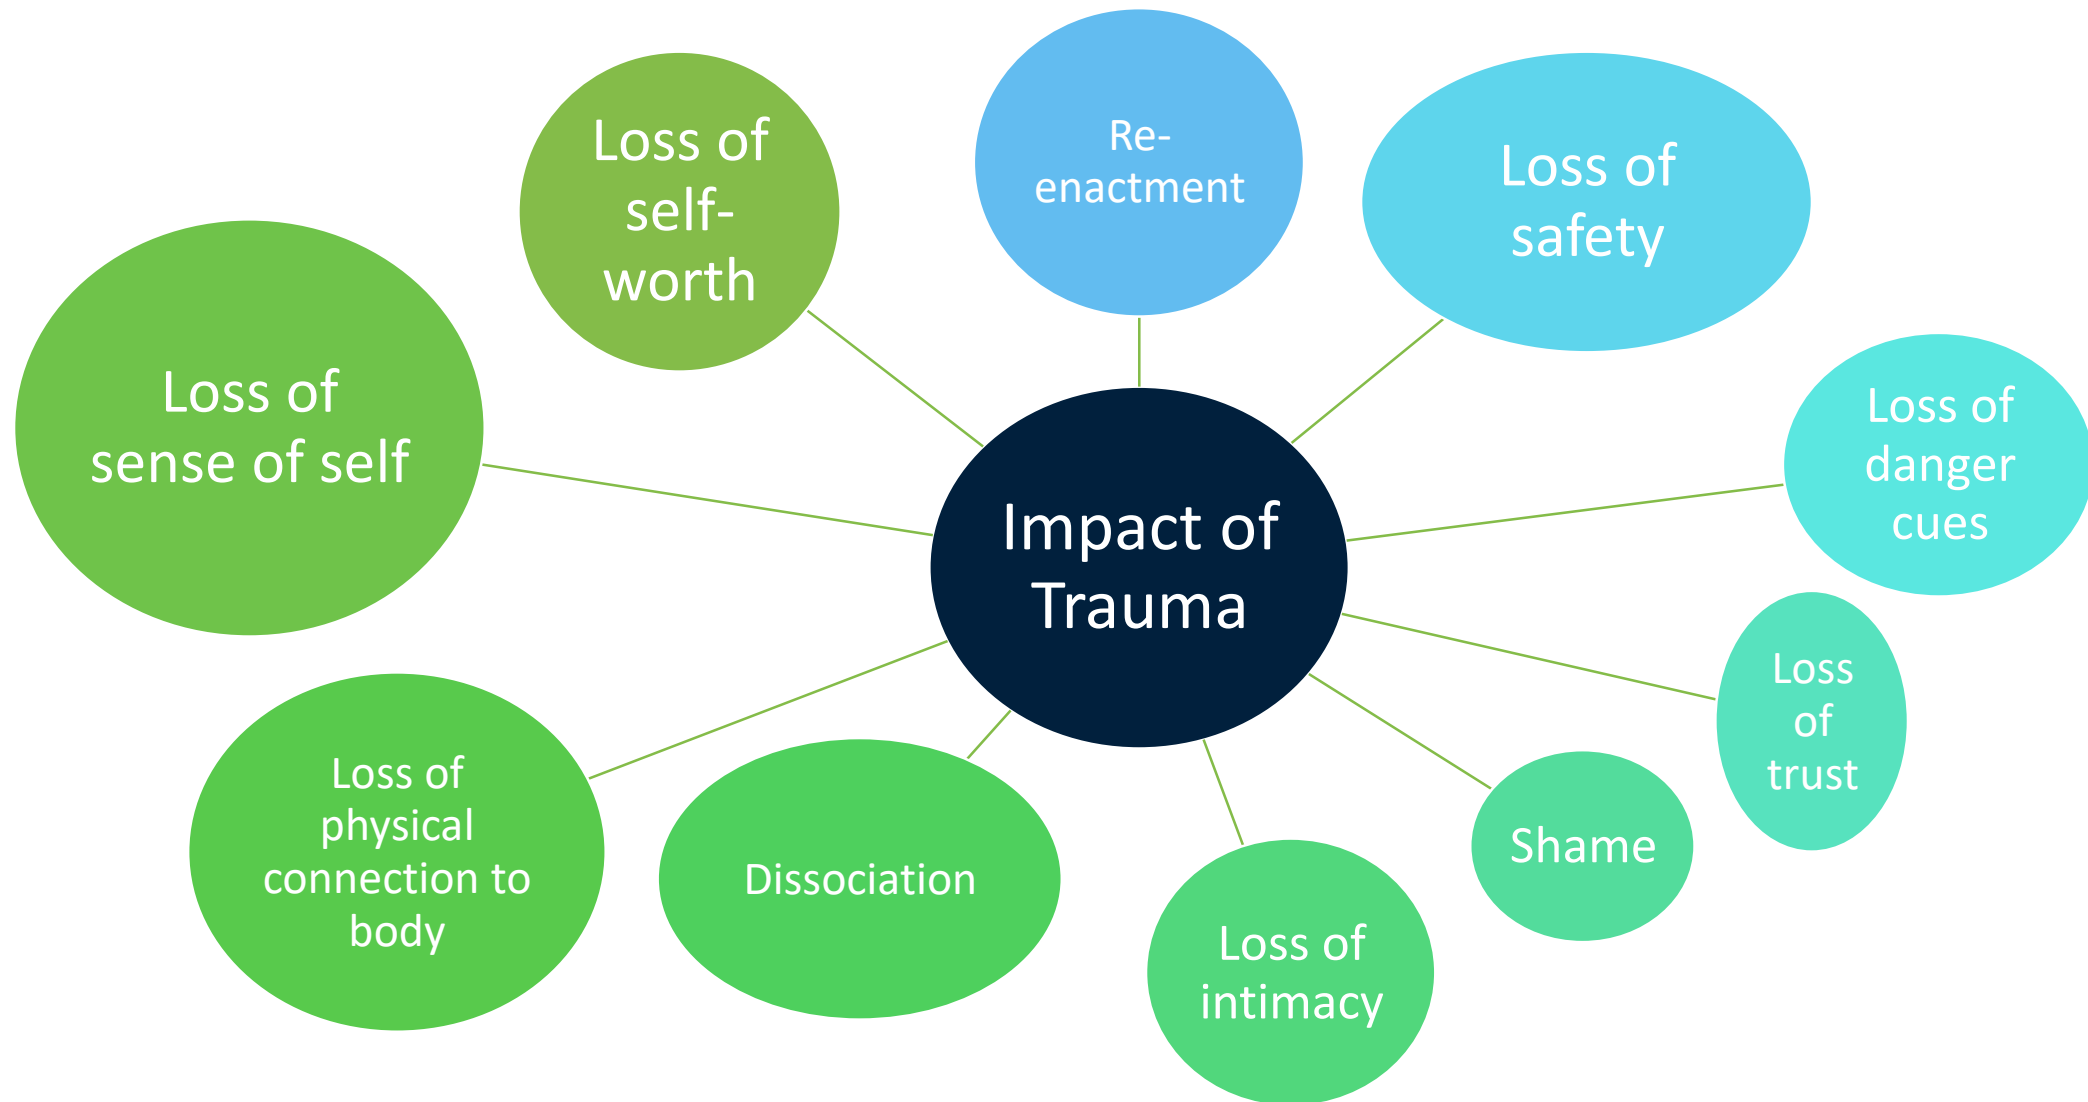 Re-
enactment
Loss of
safety
Loss of
danger
cues
Loss
of
trust
Shame
Loss of
intimacy
Dissociation
Loss of
physical
connection to
body
Loss of
sense of self
Loss of
self-
worth
Impact of
Trauma